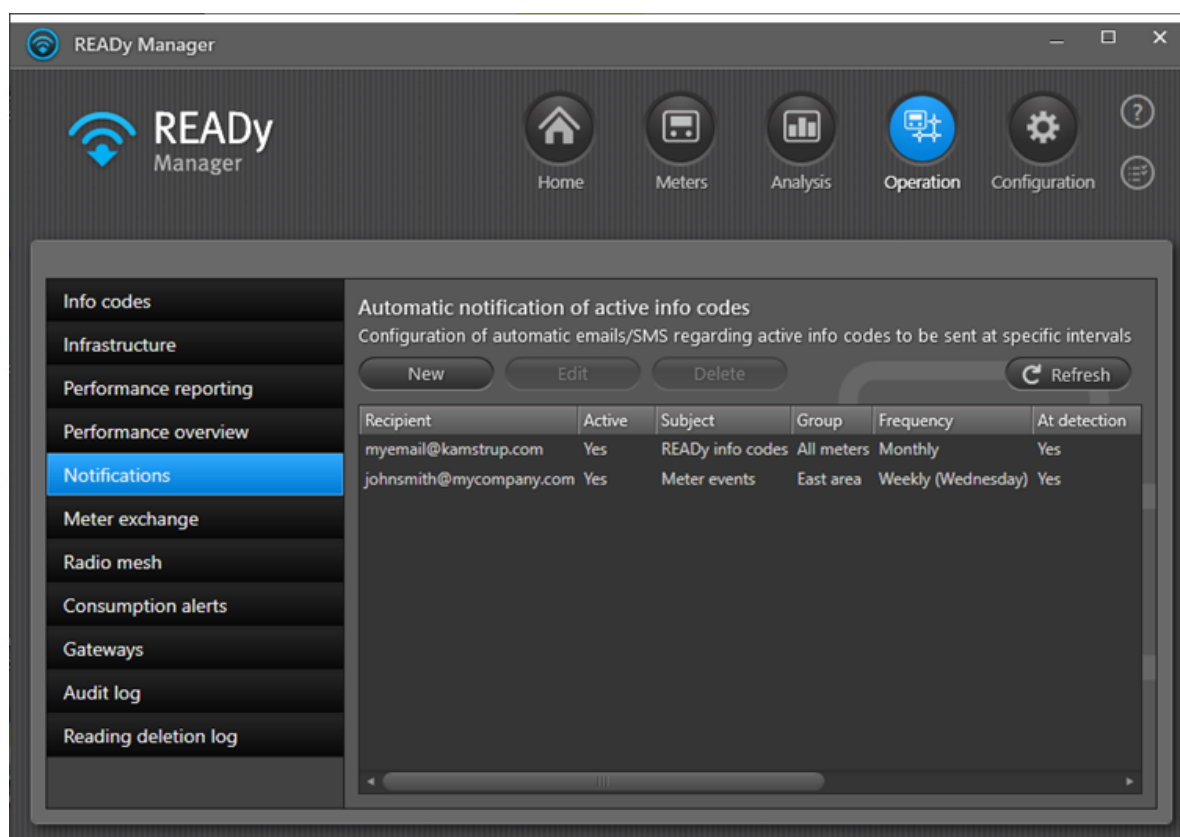 READy Manager
READy
Manager
Home Meters Analysis Operation Configuration
?
Info codes
Infrastructure
Performance reporting
Performance overview
Notifications
Meter exchange
Radio mesh
Consumption alerts
Gateways
Audit log
Reading deletion log
Automatic notification of active info codes
Configuration of automatic emails/SMS regarding active info codes to be sent at specific intervals
New Edit Delete Refresh
Recipient Active Subject Group Frequency At detection
myemail@kamstrup.com Yes READy info codes All meters Monthly Yes
johnsmith@mycompany.com Yes Meter events East area Weekly (Wednesday) Yes